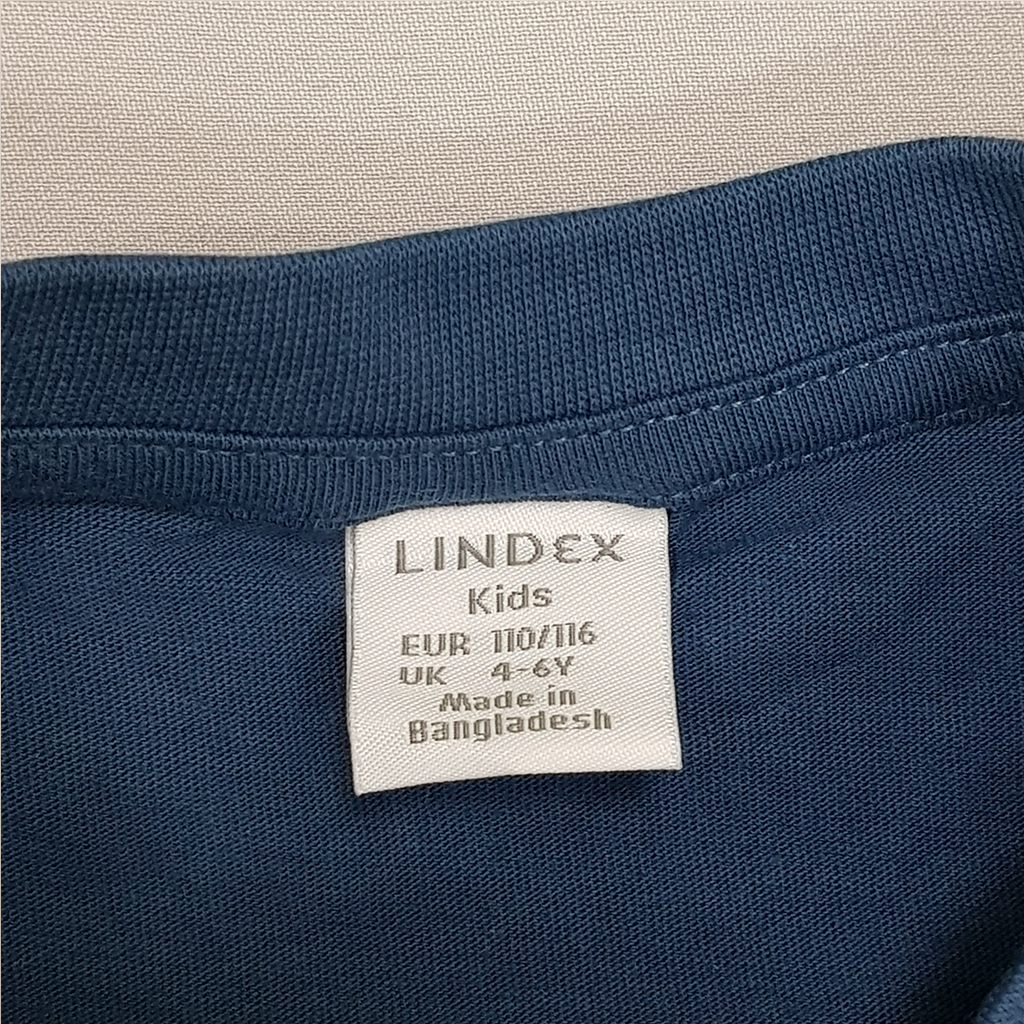 LINDEX
Kids
EUR 110/116
UK 4-6Y
Made in
Bangladesh